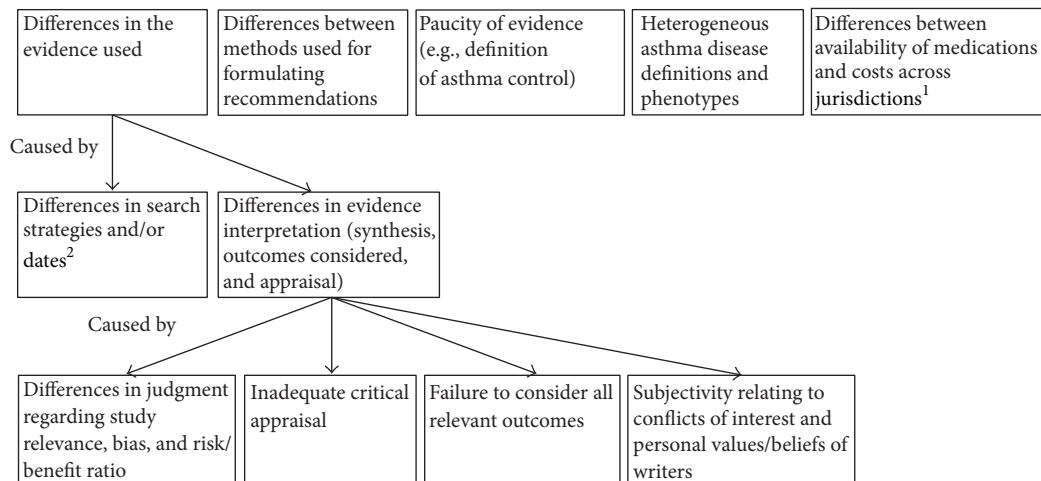 Differences in the
evidence used
Differences between
methods used for
formulating
recommendations
Paucity of evidence
(e.g., definition
of asthma control)
Heterogeneous
asthma disease
definitions and
phenotypes
Differences between
availability of medications
and costs across
jurisdictions¹
Caused by
Differences in search
strategies and/or
dates²
Differences in evidence
interpretation (synthesis,
outcomes considered,
and appraisal)
Caused by
Differences in judgment
regarding study
relevance, bias, and risk/
benefit ratio
Inadequate critical
appraisal
Failure to consider all
relevant outcomes
Subjectivity relating to
conflicts of interest and
personal values/beliefs of
writers